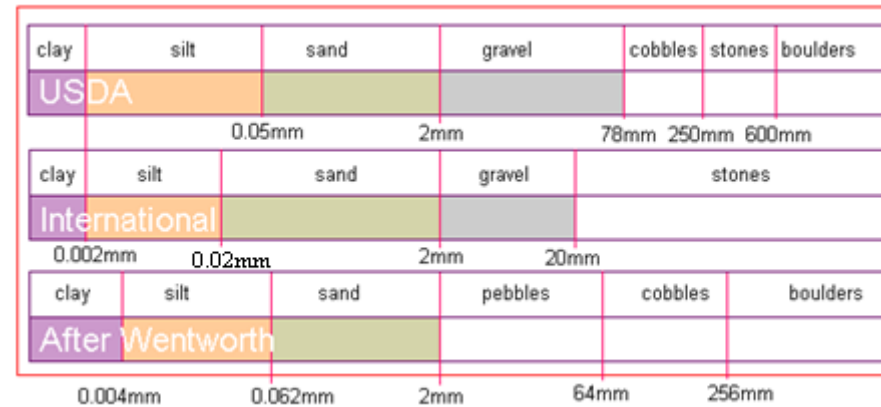 clay silt sand gravel cobbles stones boulders
USDA
0.05mm 2mm 78mm 250mm 600mm
clay silt sand gravel stones
International
0.002mm 0.02mm 2mm 20mm
clay silt sand pebbles cobbles boulders
After Wentworth
0.004mm 0.062mm 2mm 64mm 256mm